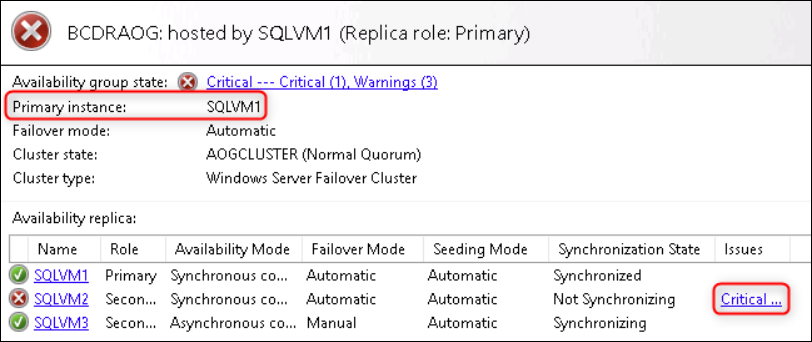 BCDRAOG: hosted by SQLVM1 (Replica role: Primary)
Availability group state: Critical --- Critical (1), Warnings (3)
Primary instance: SQLVM1
Failover mode: Automatic
Cluster state: AOGCLUSTER (Normal Quorum)
Cluster type: Windows Server Failover Cluster
Availability replica:
Name Role Availability Mode Failover Mode Seeding Mode Synchronization State Issues
SQLVM1 Primary Synchronous co... Automatic Automatic Synchronized
SQLVM2 Secon... Synchronous co... Automatic Automatic Not Synchronizing Critical ...
SQLVM3 Secon... Asynchronous co... Manual Automatic Synchronizing